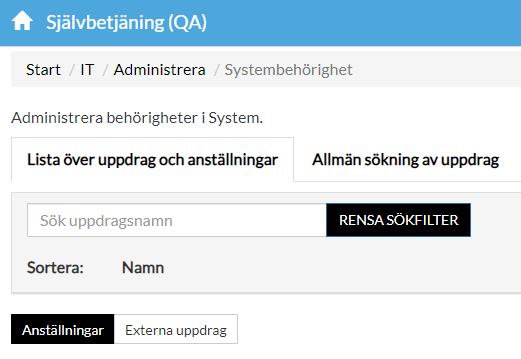 Självbetjäning (QA)
Start / IT / Administrera / Systembehörighet
Administrera behörigheter i System.
Lista över uppdrag och anställningar Allmän sökning av uppdrag
Sök uppdragsnamn RENSA SÖKFILTER
Sortera: Namn
Anställningar Externa uppdrag